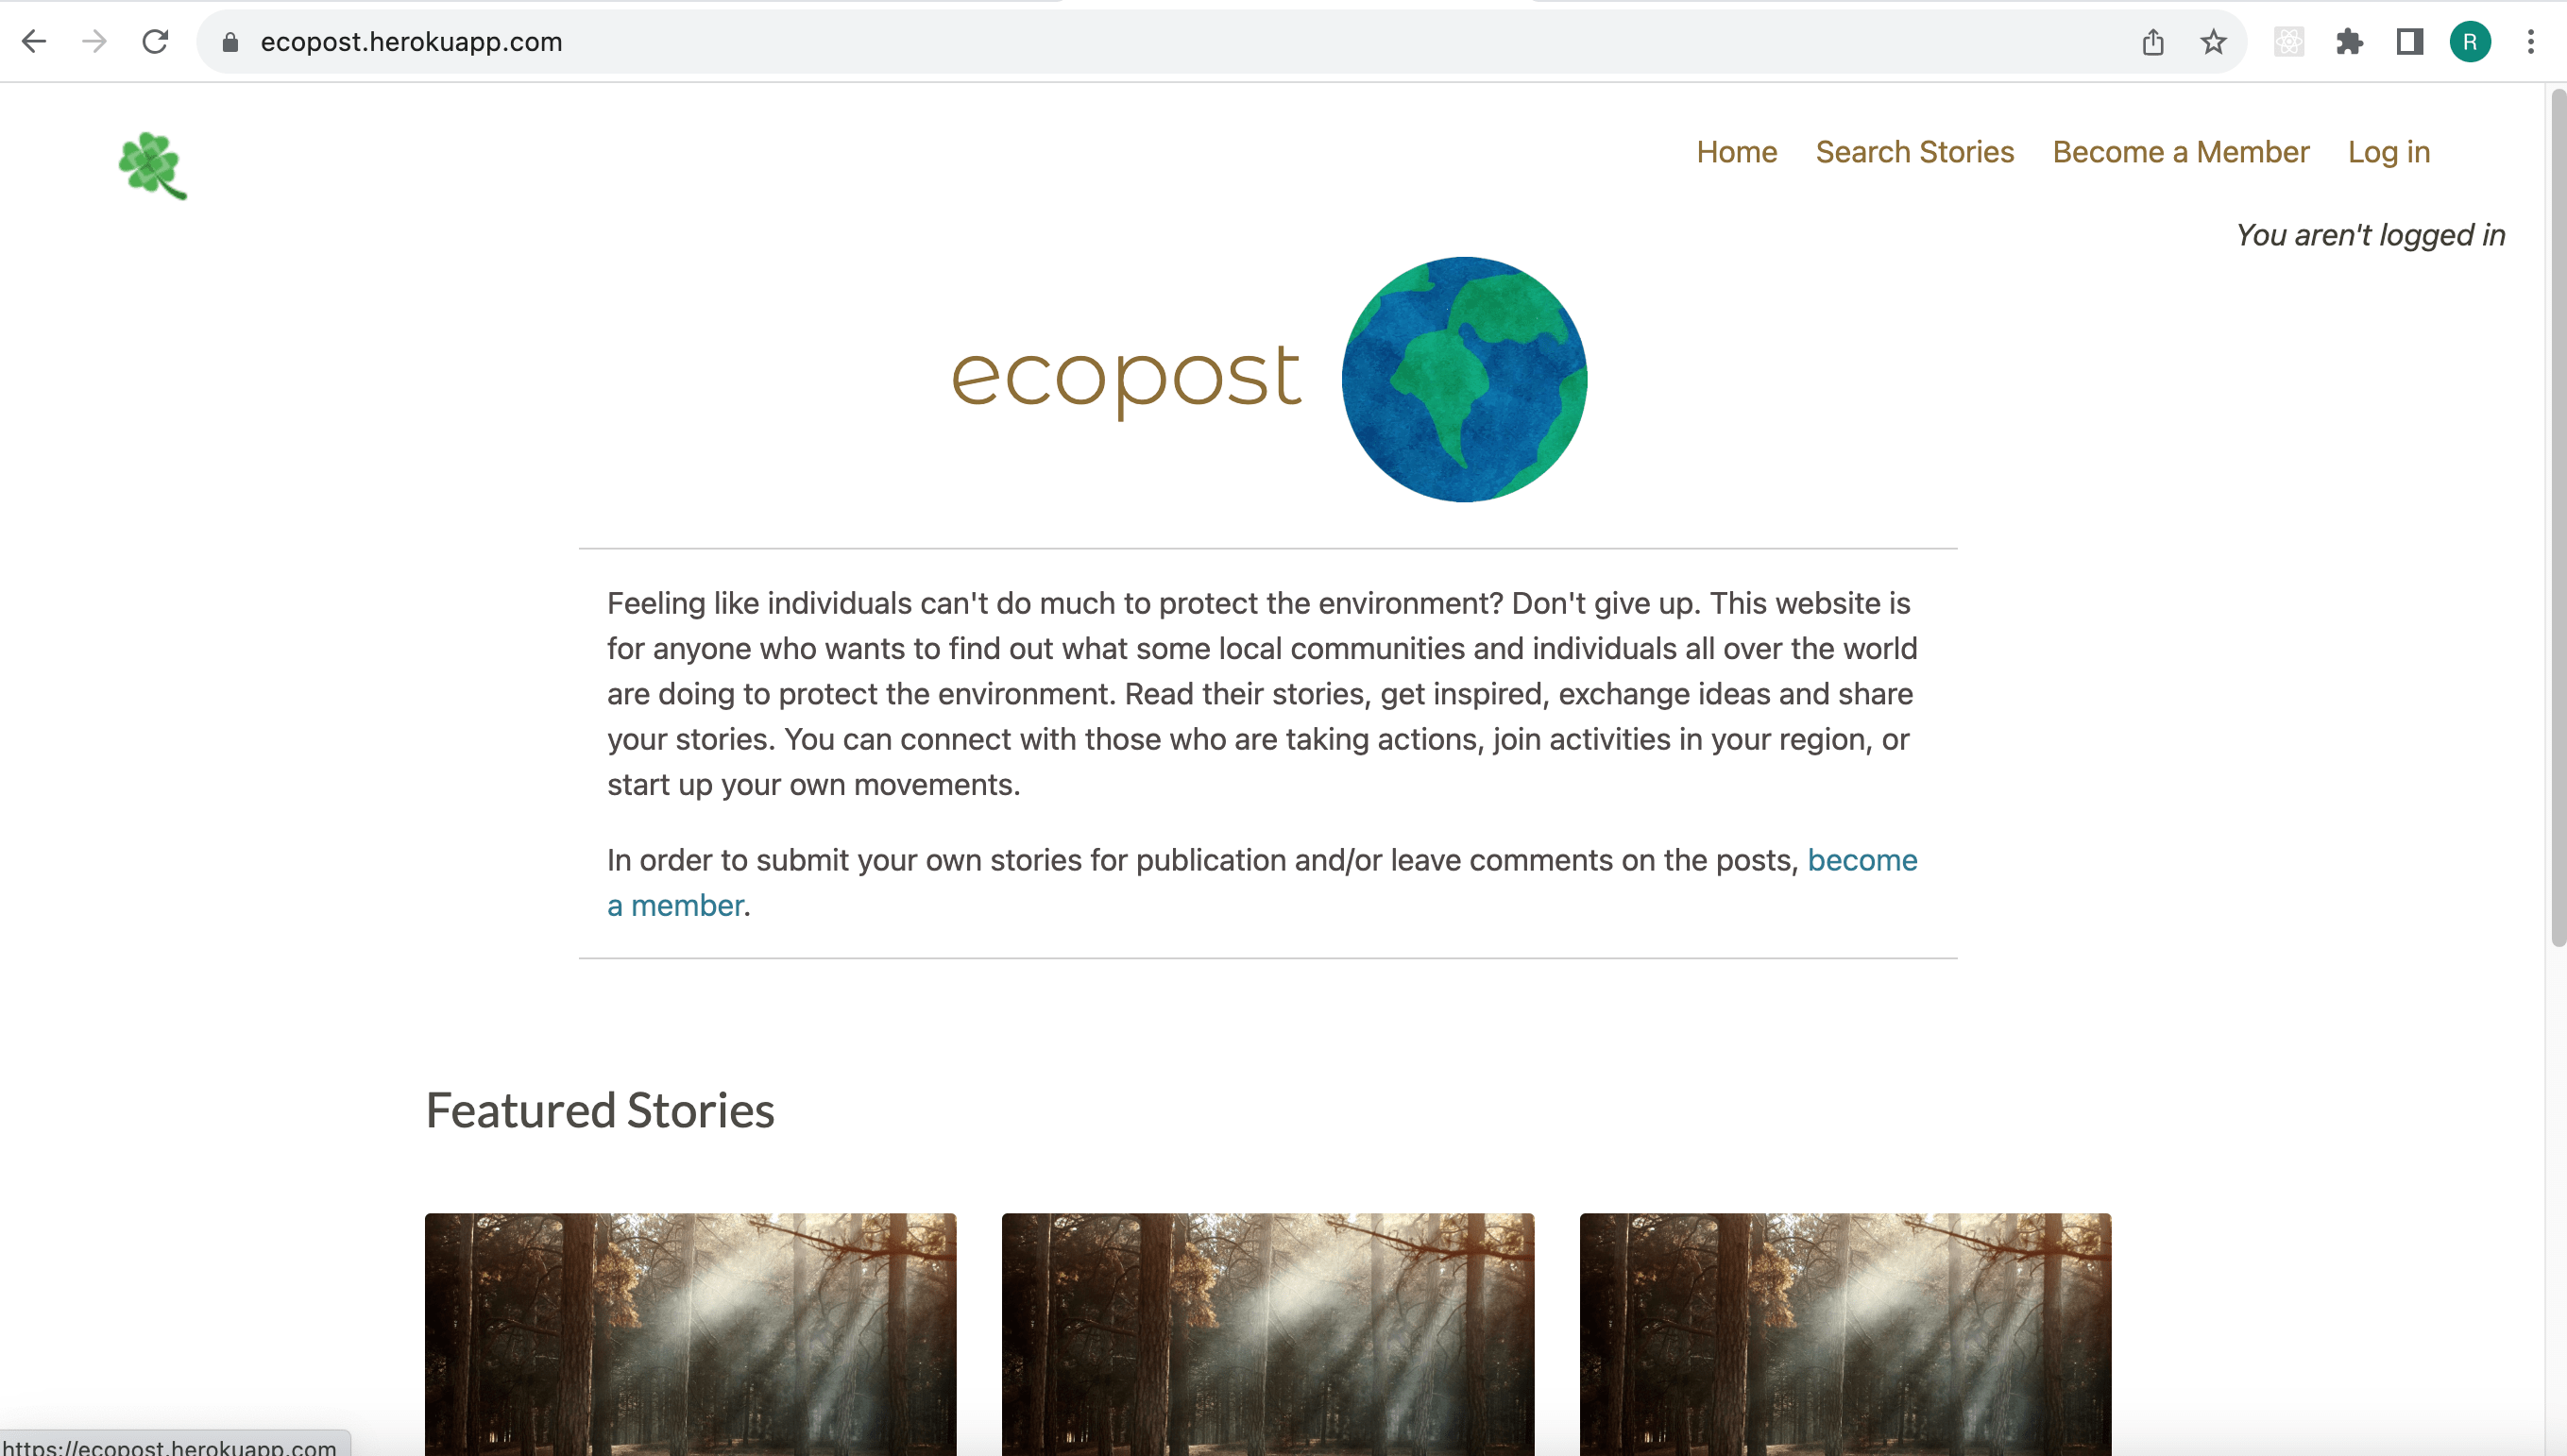 ecopost.herokuapp.com
R
Home Search Stories Become a Member Log in
You aren't logged in
ecopost
Feeling like individuals can't do much to protect the environment? Don't give up. This website is
for anyone who wants to find out what some local communities and individuals all over the world
are doing to protect the environment. Read their stories, get inspired, exchange ideas and share
your stories. You can connect with those who are taking actions, join activities in your region, or
start up your own movements.
In order to submit your own stories for publication and/or leave comments on the posts, become
a member.
Featured Stories
https://ecopost.herokuapp.com